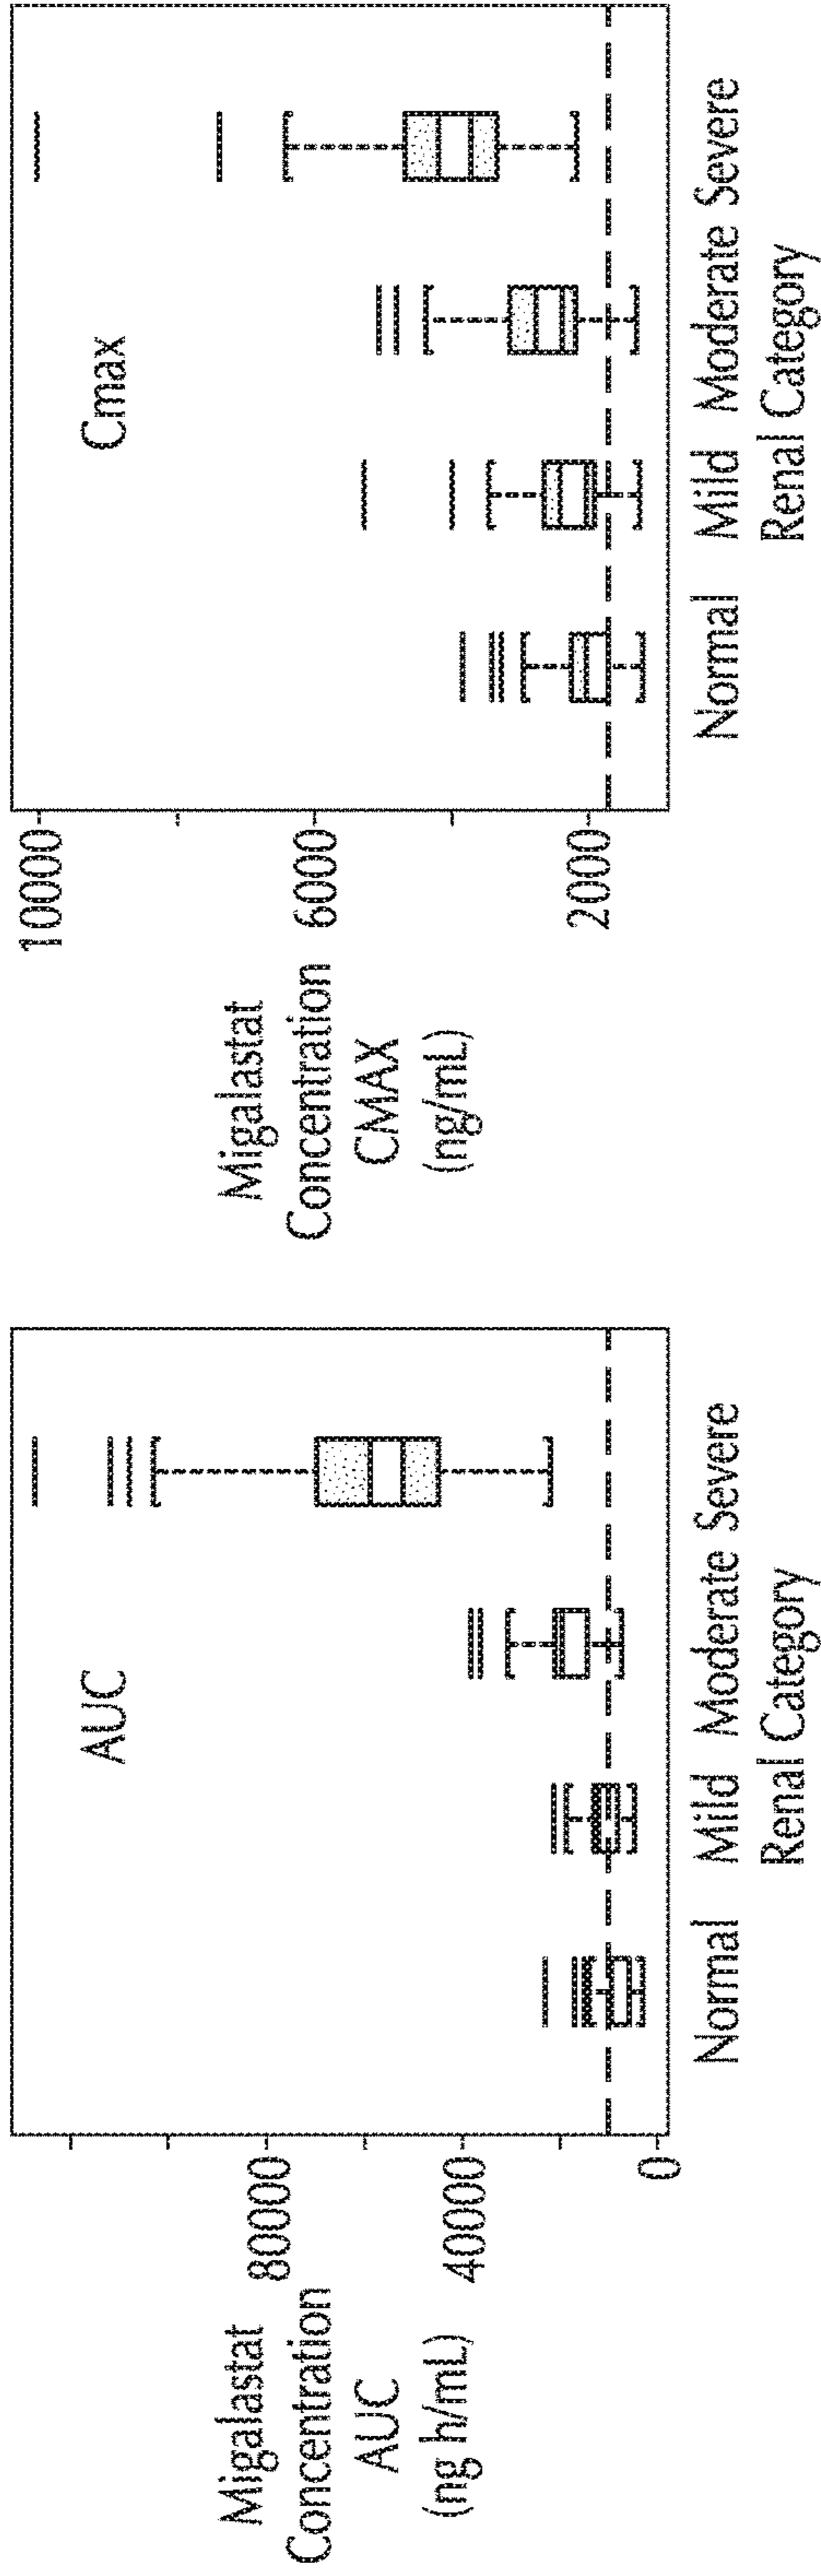 Migalastat
Concentration
AUC
(ng h/mL)
80000
40000
0
AUC
Normal Mild Moderate Severe
Renal Category
Migalastat
Concentration
CMAX
(ng/mL)
10000
6000
2000
Cmax
Normal Mild Moderate Severe
Renal Category